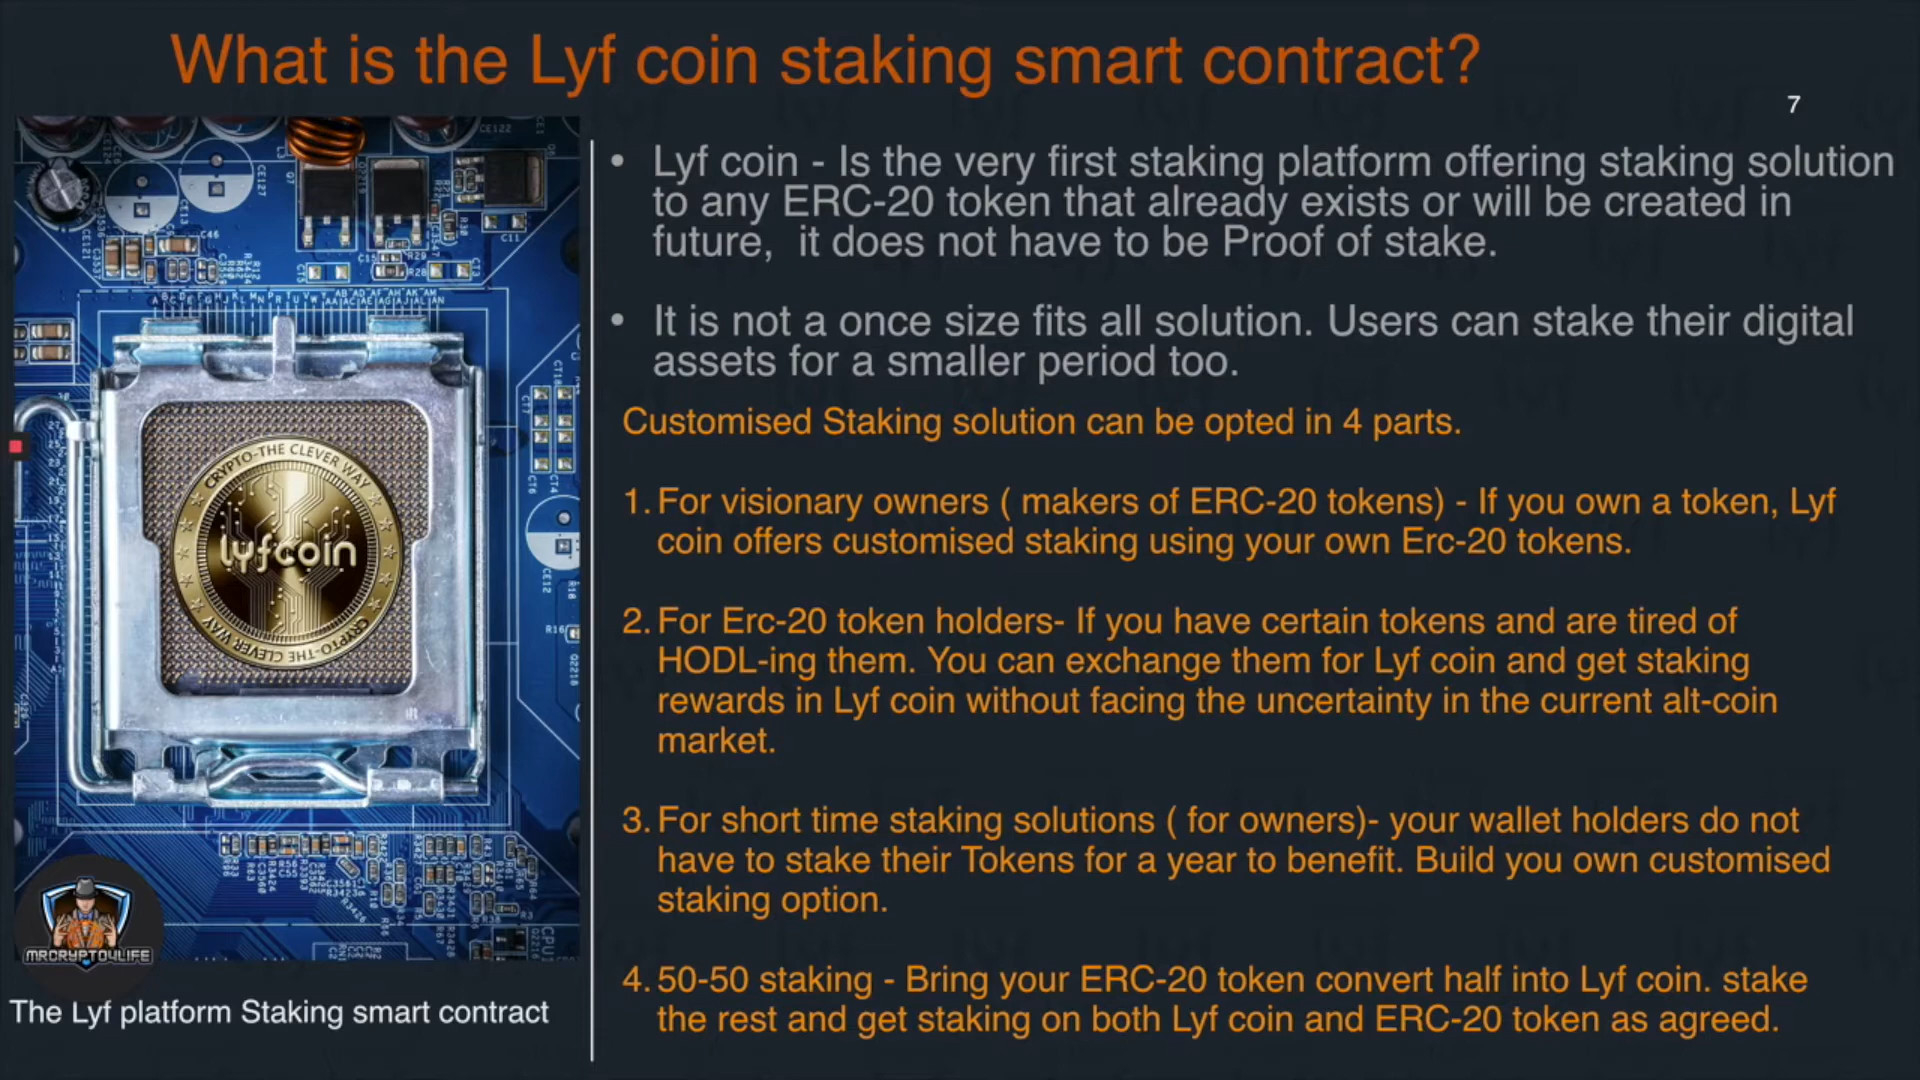 What is the Lyf coin staking smart contract?
7
• Lyf coin - Is the very first staking platform offering staking solution
to any ERC-20 token that already exists or will be created in
future,  it does not have to be Proof of stake.
• It is not a once size fits all solution. Users can stake their digital
assets for a smaller period too.
Customised Staking solution can be opted in 4 parts.
1. For visionary owners ( makers of ERC-20 tokens) - If you own a token, Lyf
coin offers customised staking using your own Erc-20 tokens.
2. For Erc-20 token holders- If you have certain tokens and are tired of
HODL-ing them. You can exchange them for Lyf coin and get staking
rewards in Lyf coin without facing the uncertainty in the current alt-coin
market.
3. For short time staking solutions ( for owners)- your wallet holders do not
have to stake their Tokens for a year to benefit. Build you own customised
staking option.
4. 50-50 staking - Bring your ERC-20 token convert half into Lyf coin. stake
the rest and get staking on both Lyf coin and ERC-20 token as agreed.
CE122
CE127
C46
C11
CRYPTO-THE CLEVER WAY
lyfcoin
CRYPTO-THE CLEVER WAY
CE12
R16
MRCRYPTO4LIFE
The Lyf platform Staking smart contract